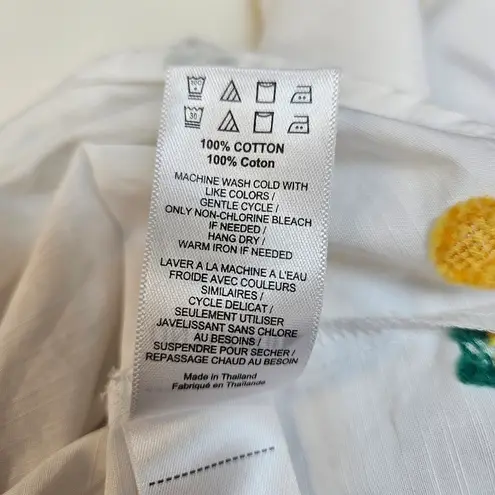 100% COTTON
100% Coton
MACHINE WASH COLD WITH
LIKE COLORS /
GENTLE CYCLE /
ONLY NON-CHLORINE BLEACH
IF NEEDED /
HANG DRY /
WARM IRON IF NEEDED
LAVER A LA MACHINE A L'EAU
FROIDE AVEC COULEURS
SIMILAIRES /
CYCLE DELICAT /
SEULEMENT UTILISER
JAVELISSANT SANS CHLORE
AU BESOINS /
SUSPENDRE POUR SECHER /
REPASSAGE CHAUD AU BESOIN
Made in Thailand
Fabriqué en Thaïlande